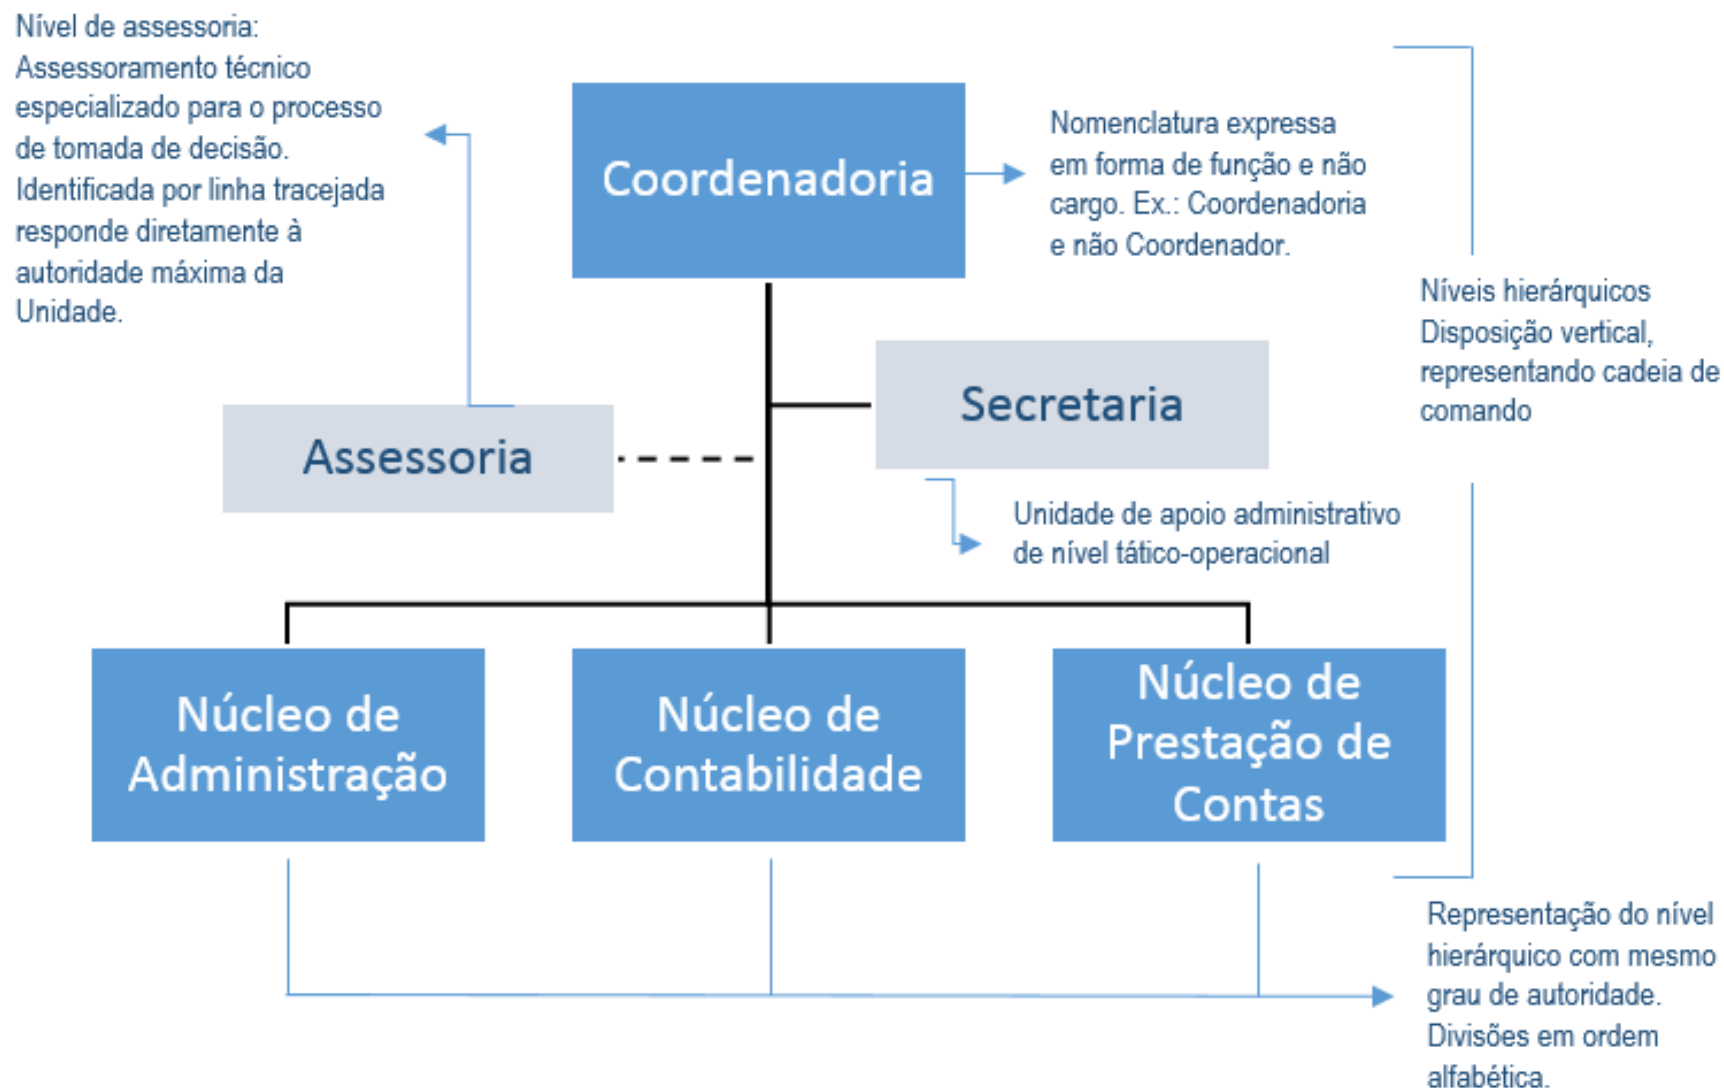 Nível de assessoria:
Assessoramento técnico
especializado para o processo
de tomada de decisão.
Identificada por linha tracejada
responde diretamente à
autoridade máxima da
Unidade.
Coordenadoria
Nomenclatura expressa
em forma de função e não
cargo. Ex.: Coordenadoria
e não Coordenador.
Níveis hierárquicos
Disposição vertical,
representando cadeia de
comando
Assessoria
Secretaria
Unidade de apoio administrativo
de nível tático-operacional
Núcleo de
Administração
Núcleo de
Contabilidade
Núcleo de
Prestação de
Contas
Representação do nível
hierárquico com mesmo
grau de autoridade.
Divisões em ordem
alfabética.